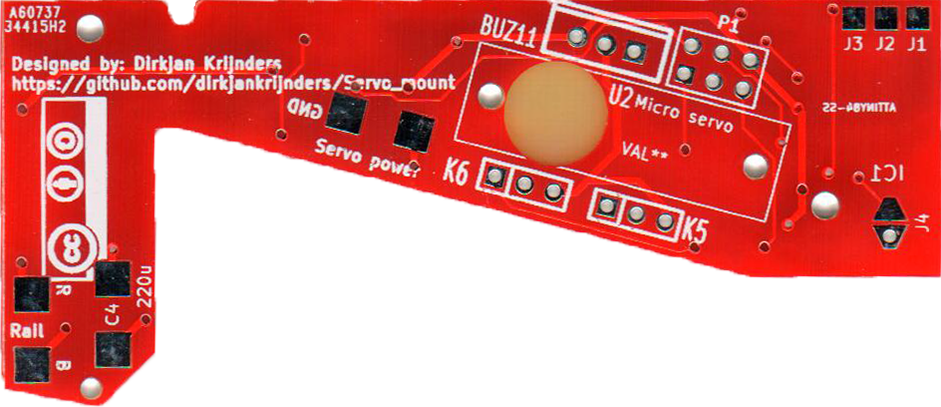 A60737
34415H2
Designed by: Dirkjan Krijnders
https://github.com/dirkjankrijnders/Servo_mount
BUZ11
P1
J3 J2 J1
GND
Servo power
U2 Micro servo
VAL**
ATTINY84-SS
IC1
K6
K5
J4
R
Rail
B
C4
220u